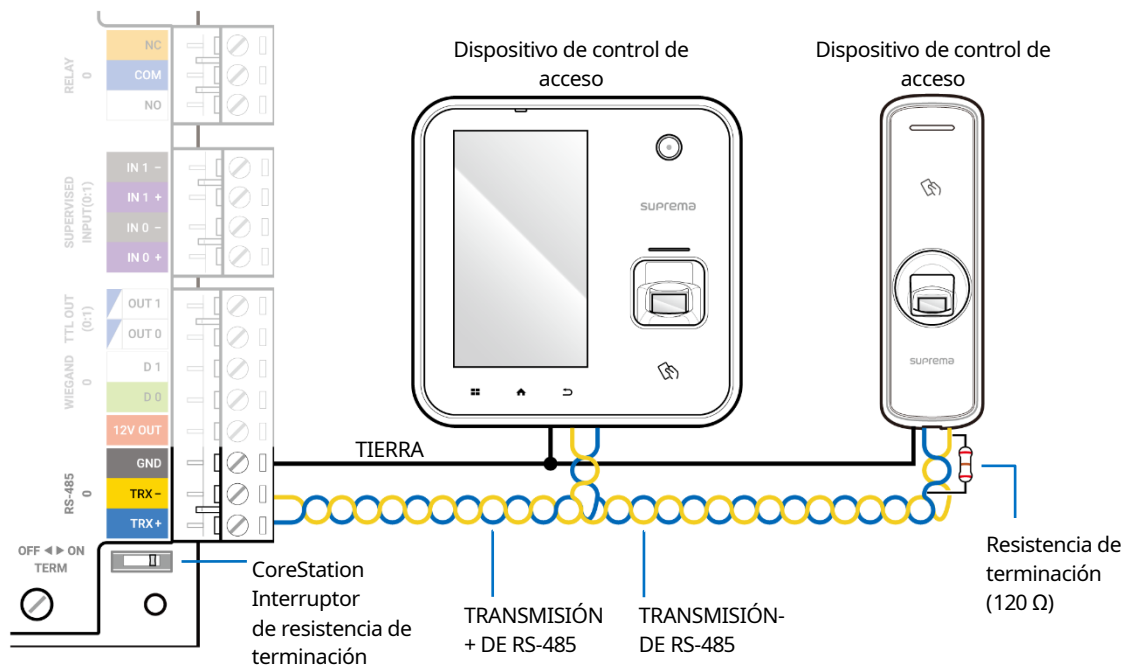 Dispositivo de control de
acceso
Dispositivo de control de
acceso
RELAY
0
NC
COM
NO
SUPERVISED
INPUT(0:1)
IN 1 −
IN 1 +
IN 0 −
IN 0 +
TTL OUT
(0:1)
OUT 1
OUT 0
WIEGAND
0
D 1
D 0
12V OUT
RS-485
0
GND
TRX −
TRX +
OFF ◀ ▶ ON
TERM
suprema
suprema
TIERRA
CoreStation
Interruptor
de resistencia de
terminación
TRANSMISIÓN
+ DE RS-485
TRANSMISIÓN-
DE RS-485
Resistencia de
terminación
(120 Ω)